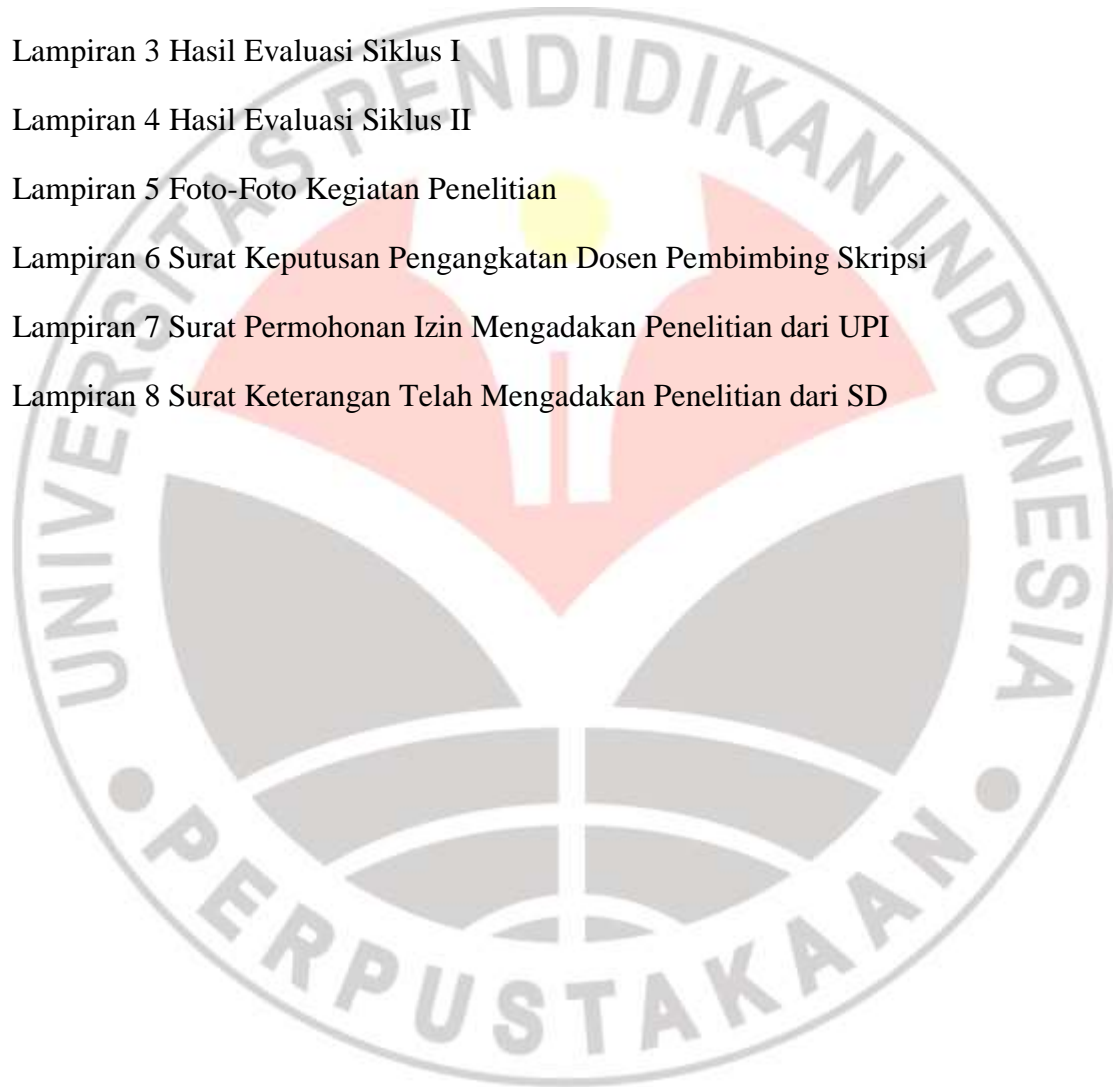 Lampiran 3 Hasil Evaluasi Siklus I
Lampiran 4 Hasil Evaluasi Siklus II
Lampiran 5 Foto-Foto Kegiatan Penelitian
Lampiran 6 Surat Keputusan Pengangkatan Dosen Pembimbing Skripsi
Lampiran 7 Surat Permohonan Izin Mengadakan Penelitian dari UPI
Lampiran 8 Surat Keterangan Telah Mengadakan Penelitian dari SD
UNIVERSITAS PENDIDIKAN INDONESIA
PERPUSTAKAAN